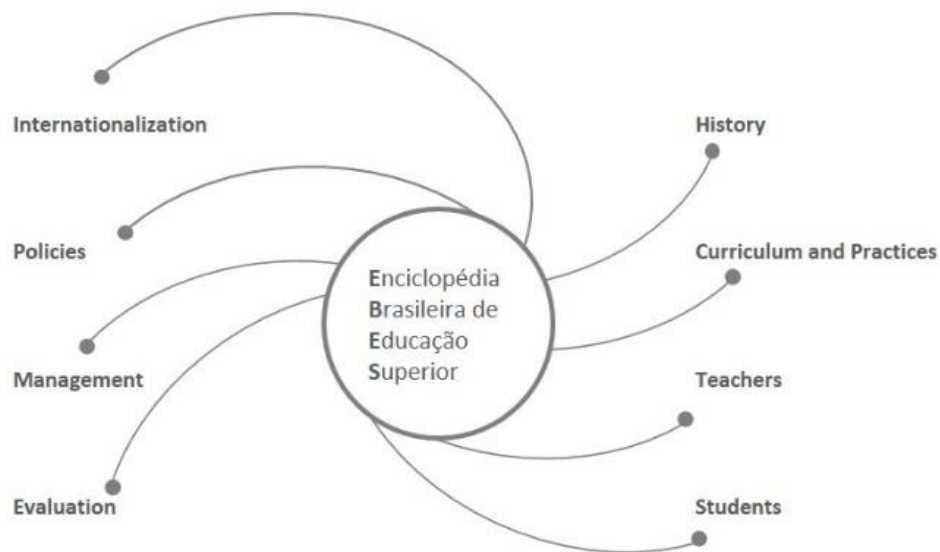 Internationalization
Policies
Management
Evaluation
Enciclopédia
Brasileira de
Educação
Superior
History
Curriculum and Practices
Teachers
Students